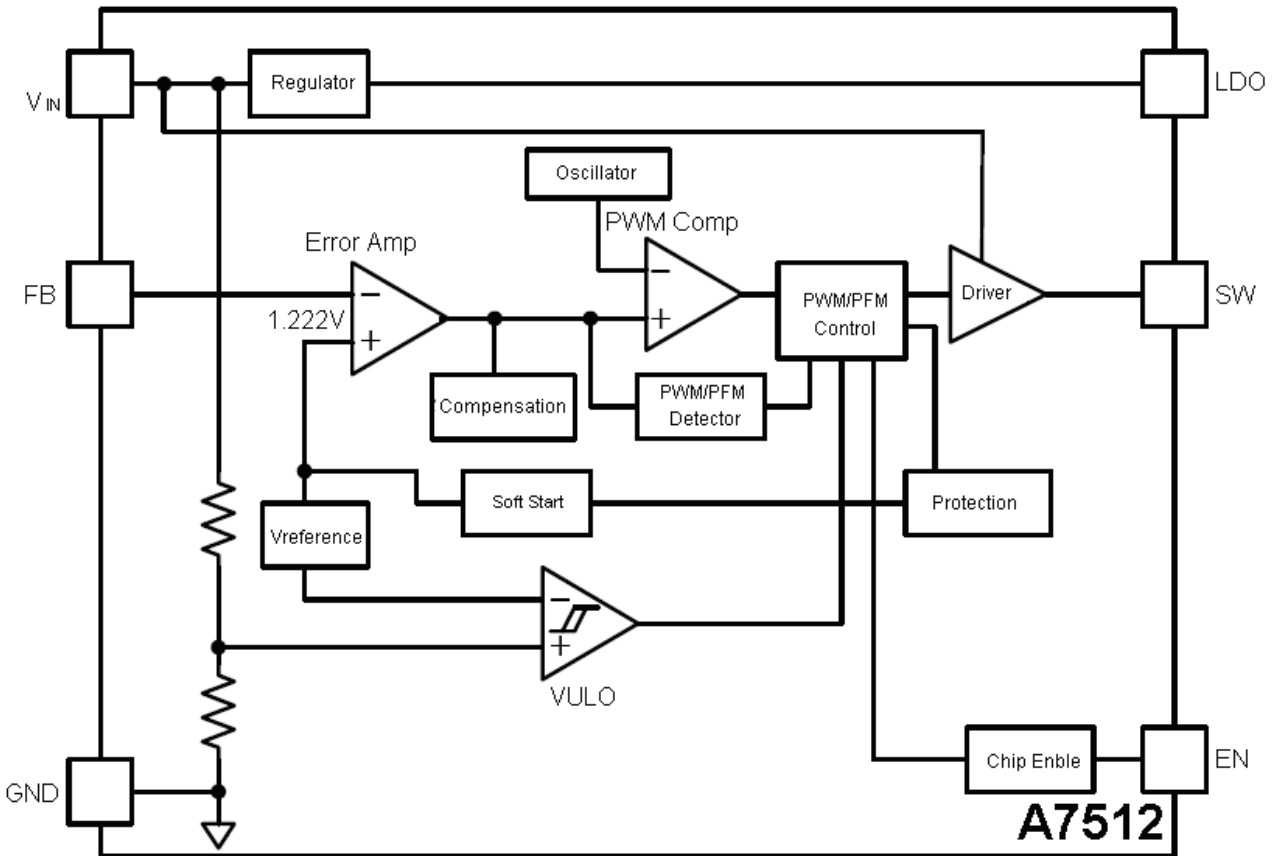 V IN
Regulator
LDO
Oscillator
PWM Comp
Error Amp
FB
1.222V
−
+
−
+
PWM/PFM
Control
Driver
SW
Compensation
PWM/PFM
Detector
Soft Start
Protection
Vreference
−
+
VULO
GND
Chip Enble
EN
A7512